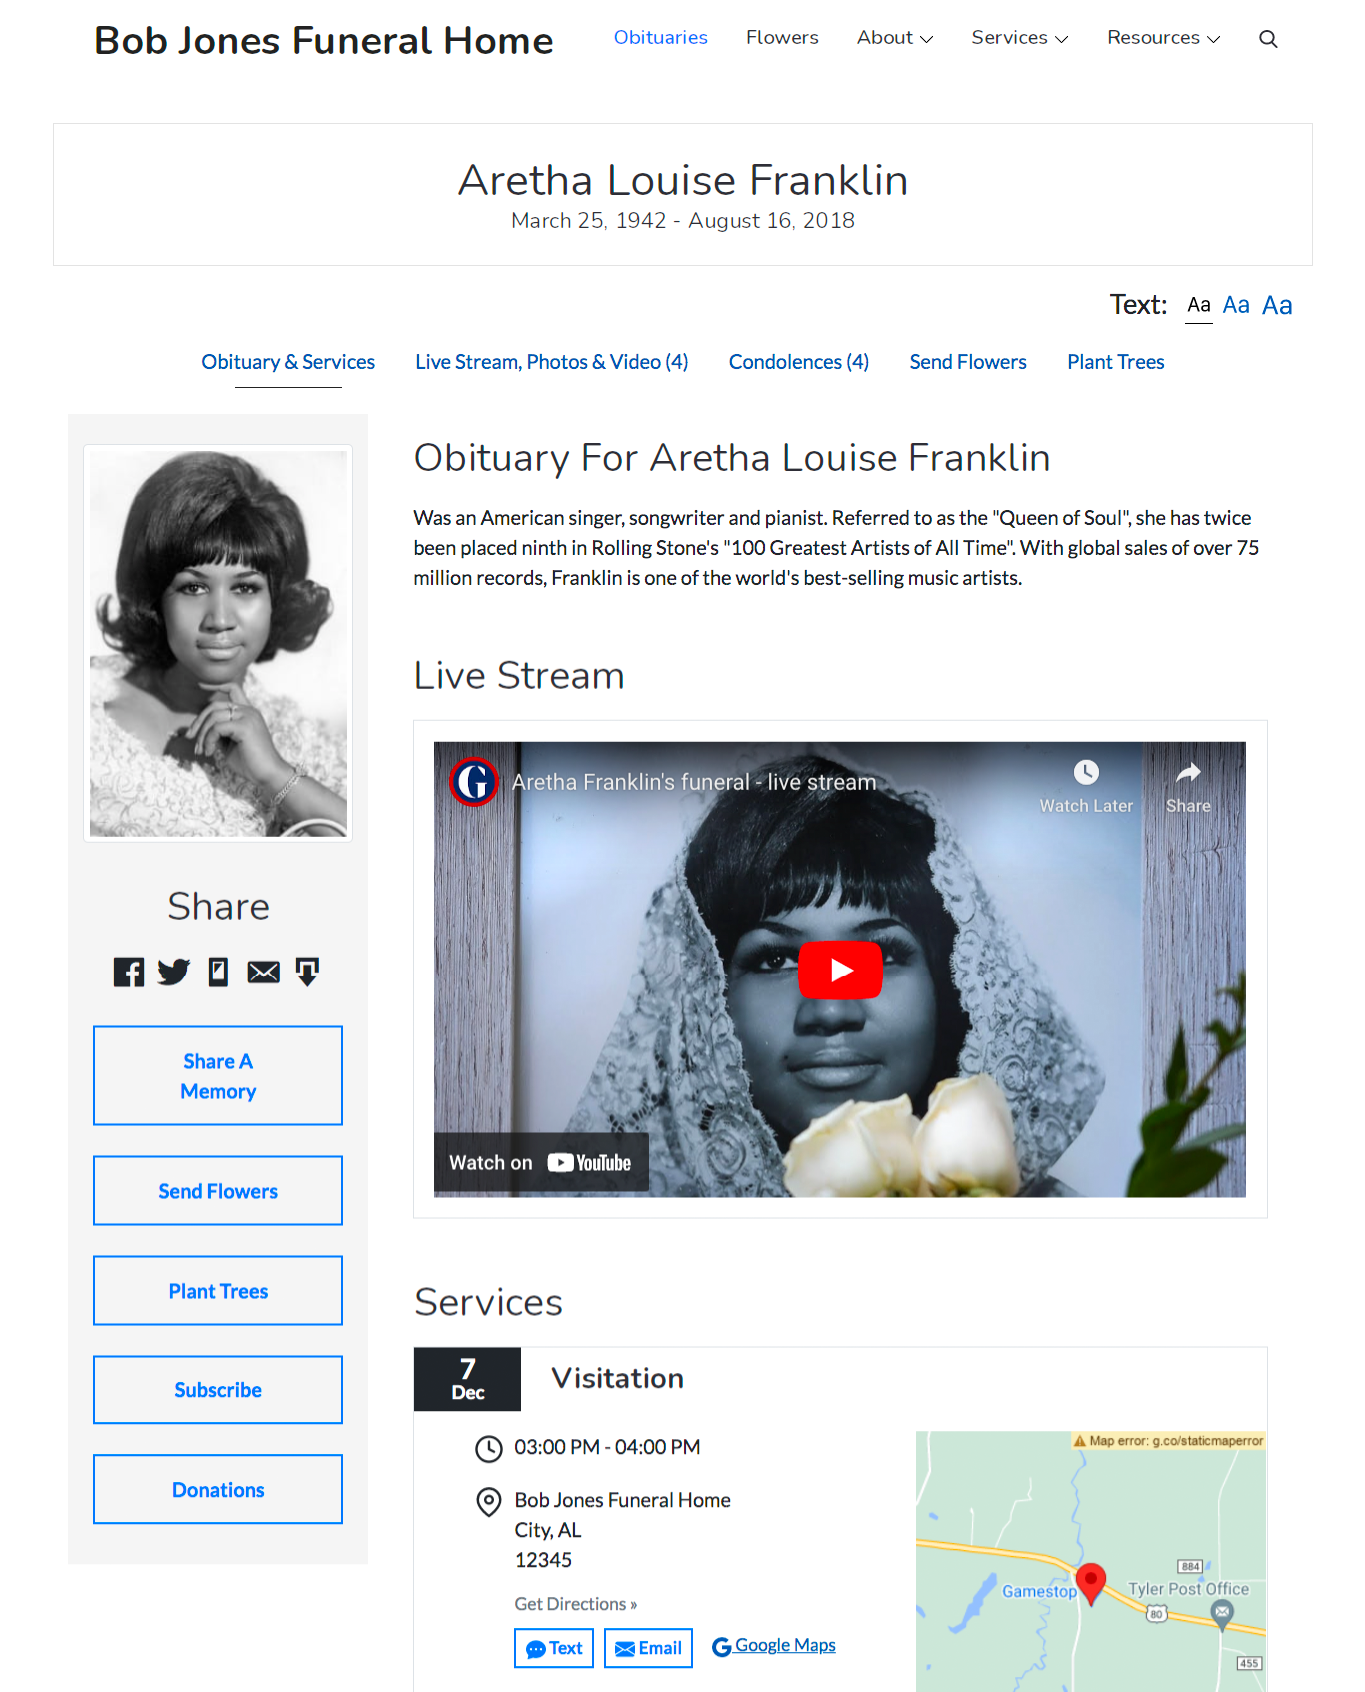 Bob Jones Funeral Home
Obituaries Flowers About Services Resources
Aretha Louise Franklin
March 25, 1942 - August 16, 2018
Text: Aa Aa Aa
Obituary & Services Live Stream, Photos & Video (4) Condolences (4) Send Flowers Plant Trees
Share
Share A
Memory
Send Flowers
Plant Trees
Subscribe
Donations
Obituary For Aretha Louise Franklin
Was an American singer, songwriter and pianist. Referred to as the "Queen of Soul", she has twice
been placed ninth in Rolling Stone's "100 Greatest Artists of All Time". With global sales of over 75
million records, Franklin is one of the world's best-selling music artists.
Live Stream
G Aretha Franklin's funeral - live stream
Watch Later Share
Watch on YouTube
Services
7
Dec
Visitation
03:00 PM - 04:00 PM
Bob Jones Funeral Home
City, AL
12345
Get Directions »
Text Email Google Maps
Map error: g.co/staticmaperror
884
Gamestop
Tyler Post Office
80
455